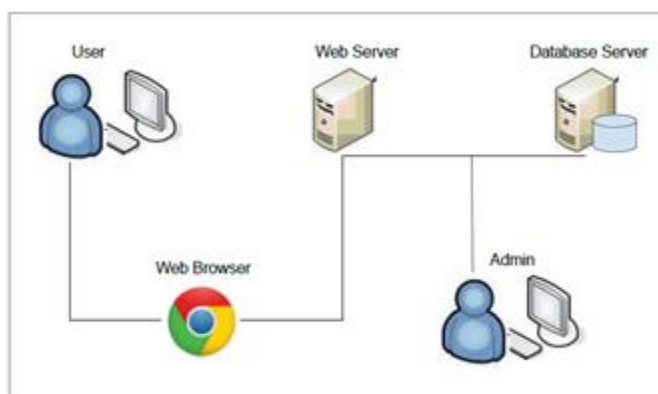 User
Web Server
Database Server
Web Browser
Admin